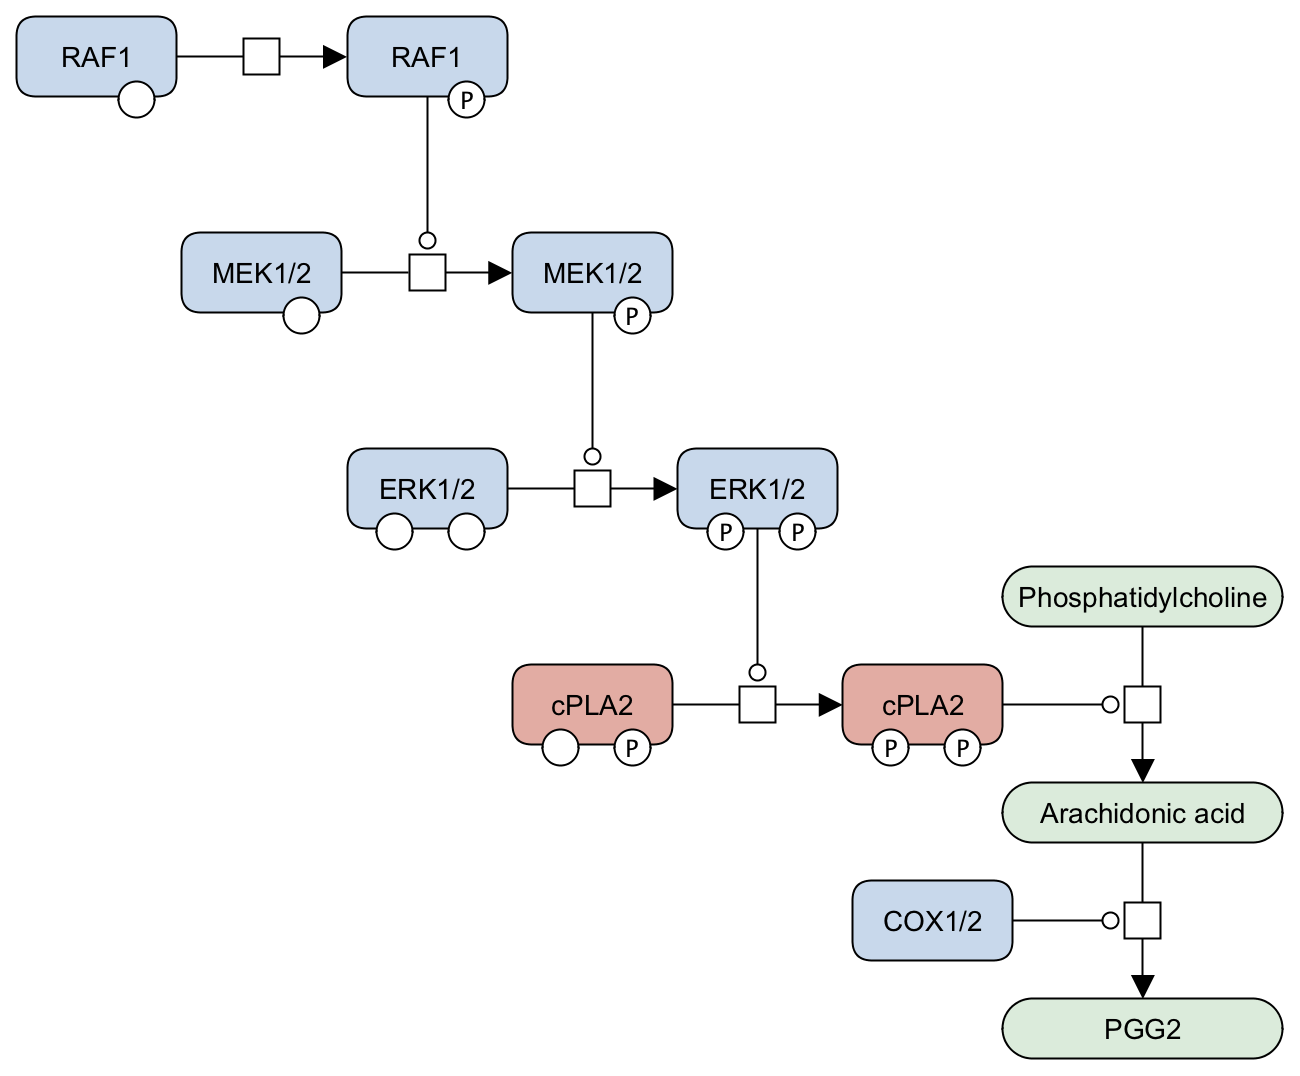 RAF1
RAF1
P
MEK1/2
MEK1/2
P
ERK1/2
ERK1/2
P
P
Phosphatidylcholine
cPLA2
cPLA2
P
P
P
Arachidonic acid
COX1/2
PGG2